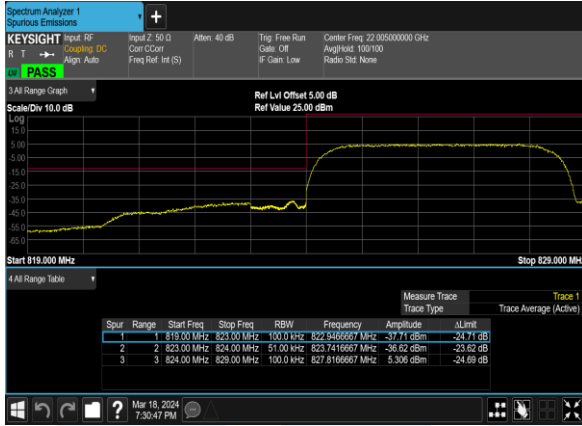 Spectrum Analyzer 1
Spurious Emissions
+
KEYSIGHT Input: RF Input Z: 50 Ω Atten: 40 dB Trig: Free Run Center Freq: 22.005000000 GHz
R T Coupling: DC Corr CCorr Gate: Off Avg|Hold: 100/100
Align: Auto Freq Ref: Int (S) IF Gain: Low Radio Std: None
PASS
3 All Range Graph
Ref Lvl Offset 5.00 dB
Scale/Div 10.0 dB Ref Value 25.00 dBm
Log
15.0
5.00
-5.00
-15.0
-25.0
-35.0
-45.0
-55.0
-65.0
Start 819.000 MHz Stop 829.000 MH
4 All Range Table
Measure Trace Trace 1
Trace Type Trace Average (Active)
Spur Range Start Freq Stop Freq RBW Frequency Amplitude ΔLimit
1 1 819.00 MHz 823.00 MHz 100.0 kHz 822.9466667 MHz -37.71 dBm -24.71 dB
2 2 823.00 MHz 824.00 MHz 51.00 kHz 823.7416667 MHz -36.62 dBm -23.62 dB
3 3 824.00 MHz 829.00 MHz 100.0 kHz 827.8166667 MHz 5.306 dBm -24.69 dB
? Mar 18, 2024
7:30:47 PM